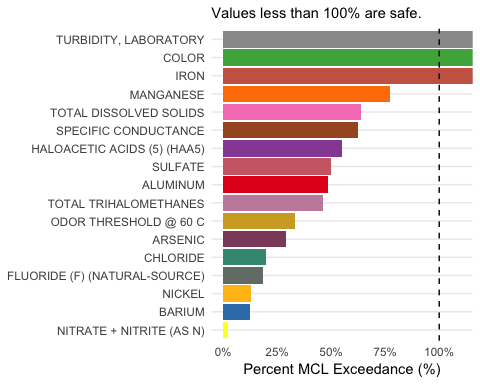 Values less than 100% are safe.
TURBIDITY, LABORATORY
COLOR
IRON
MANGANESE
TOTAL DISSOLVED SOLIDS
SPECIFIC CONDUCTANCE
HALOACETIC ACIDS (5) (HAA5)
SULFATE
ALUMINUM
TOTAL TRIHALOMETHANES
ODOR THRESHOLD @ 60 C
ARSENIC
CHLORIDE
FLUORIDE (F) (NATURAL-SOURCE)
NICKEL
BARIUM
NITRATE + NITRITE (AS N)
0% 25% 50% 75% 100%
Percent MCL Exceedance (%)